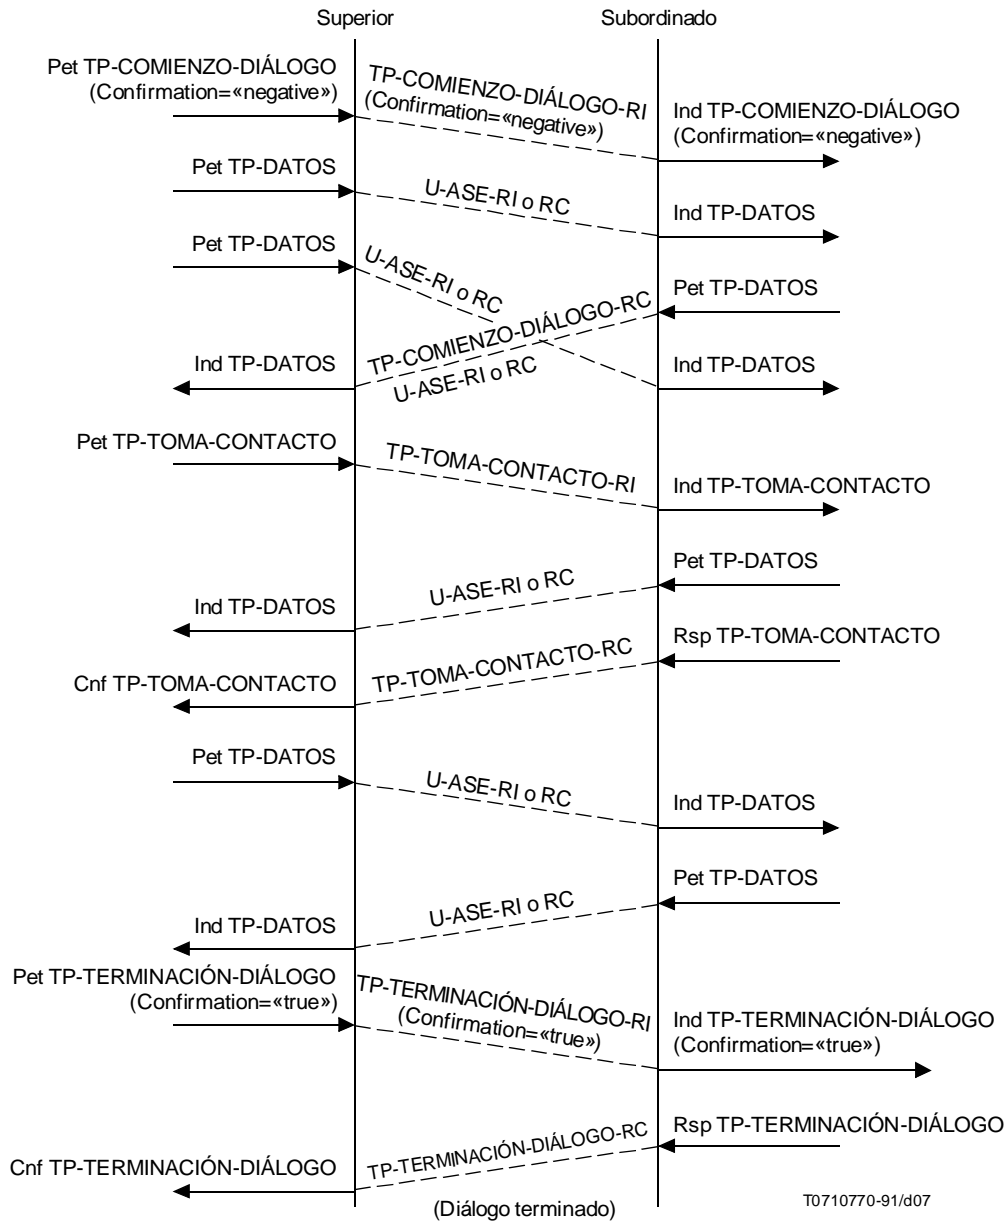 Superior
Subordinado
Pet TP-COMIENZO-DIÁLOGO
(Confirmation=«negative»)
TP-COMIENZO-DIÁLOGO-RI
(Confirmation=«negative»)
Ind TP-COMIENZO-DIÁLOGO
(Confirmation=«negative»)
Pet TP-DATOS
U-ASE-RI o RC
Ind TP-DATOS
Pet TP-DATOS
U-ASE-RI o RC
Pet TP-DATOS
TP-COMIENZO-DIÁLOGO-RC
U-ASE-RI o RC
Ind TP-DATOS
Ind TP-DATOS
Pet TP-TOMA-CONTACTO
TP-TOMA-CONTACTO-RI
Ind TP-TOMA-CONTACTO
Pet TP-DATOS
U-ASE-RI o RC
Ind TP-DATOS
Rsp TP-TOMA-CONTACTO
TP-TOMA-CONTACTO-RC
Cnf TP-TOMA-CONTACTO
Pet TP-DATOS
U-ASE-RI o RC
Ind TP-DATOS
Pet TP-DATOS
U-ASE-RI o RC
Ind TP-DATOS
Pet TP-TERMINACIÓN-DIÁLOGO
(Confirmation=«true»)
TP-TERMINACIÓN-DIÁLOGO-RI
(Confirmation=«true»)
Ind TP-TERMINACIÓN-DIÁLOGO
(Confirmation=«true»)
Rsp TP-TERMINACIÓN-DIÁLOGO
TP-TERMINACIÓN-DIÁLOGO-RC
Cnf TP-TERMINACIÓN-DIÁLOGO
(Diálogo terminado)
T0710770-91/d07